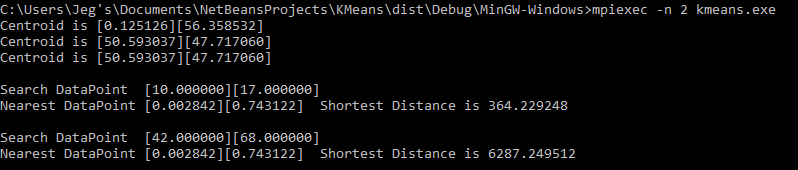 C:\Users\Jeg's\Documents\NetBeansProjects\KMeans\dist\Debug\MinGW-Windows>mpiexec -n 2 kmeans.exe
Centroid is [0.125126][56.358532]
Centroid is [50.593037][47.717060]
Centroid is [50.593037][47.717060]
Search DataPoint  [10.000000][17.000000]
Nearest DataPoint [0.002842][0.743122]  Shortest Distance is 364.229248
Search DataPoint  [42.000000][68.000000]
Nearest DataPoint [0.002842][0.743122]  Shortest Distance is 6287.249512